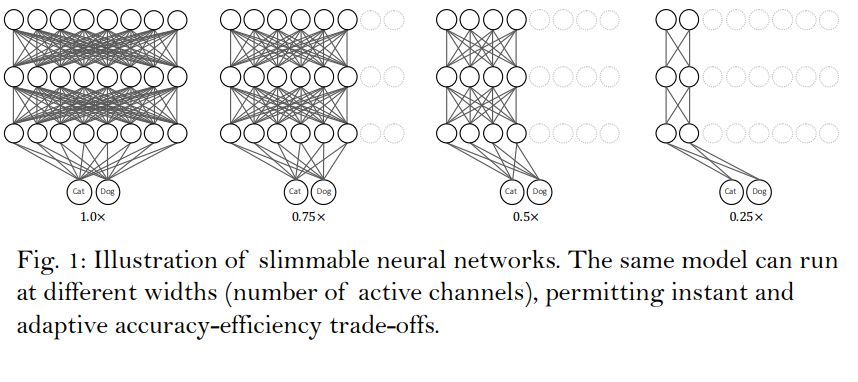 Cat Dog Cat Dog Cat Dog Cat Dog
1.0× 0.75× 0.5× 0.25×
Fig. 1: Illustration of slimmable neural networks. The same model can run
at different widths (number of active channels), permitting instant and
adaptive accuracy-efficiency trade-offs.